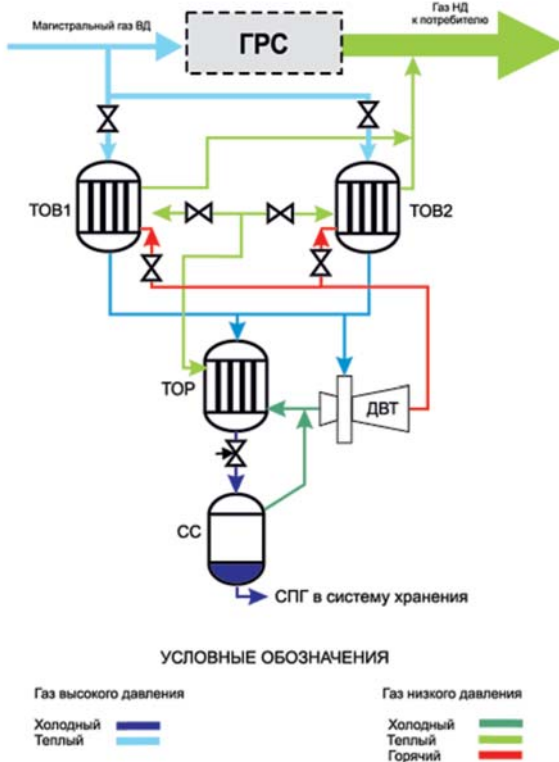 Магистральный газ ВД
ГРС
Газ НД
к потребителю
ТОВ1
ТОВ2
ТОР
ДВТ
СС
СПГ в систему хранения
УСЛОВНЫЕ ОБОЗНАЧЕНИЯ
Газ высокого давления
Холодный
Теплый
Газ низкого давления
Холодный
Теплый
Горячий